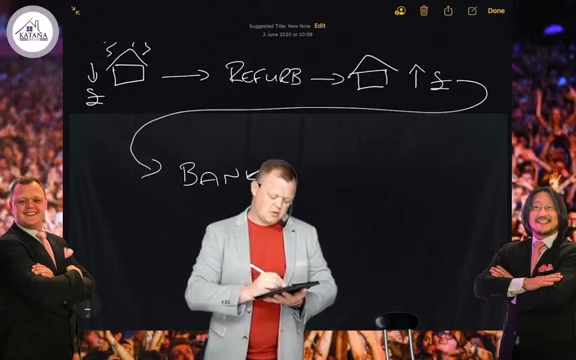 KATANA
Suggested Title: New Note Edit
2 June 2020 at 20:09
Done
£ REFURB £
BANK